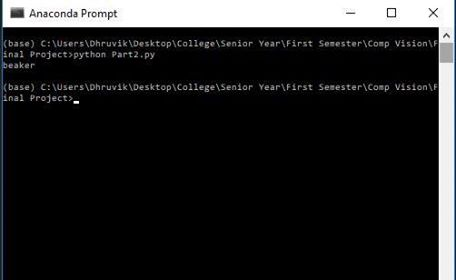 Anaconda Prompt
(base) C:\Users\Dhruvik\Desktop\College\Senior Year\First Semester\Comp Vision\F
inal Project>python Part2.py
beaker
(base) C:\Users\Dhruvik\Desktop\College\Senior Year\First Semester\Comp Vision\F
inal Project>